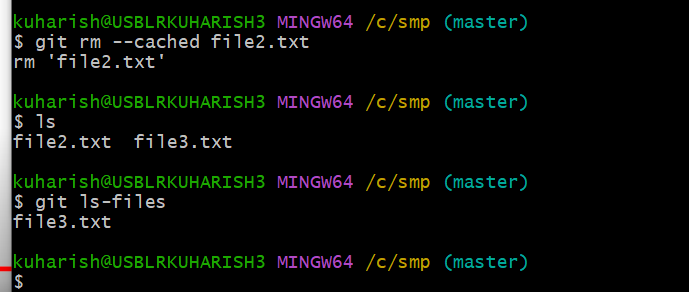 kuharish@USBLRKUHARISH3 MINGW64 /c/smp (master)
$ git rm --cached file2.txt
rm 'file2.txt'
kuharish@USBLRKUHARISH3 MINGW64 /c/smp (master)
$ ls
file2.txt  file3.txt
kuharish@USBLRKUHARISH3 MINGW64 /c/smp (master)
$ git ls-files
file3.txt
kuharish@USBLRKUHARISH3 MINGW64 /c/smp (master)
$